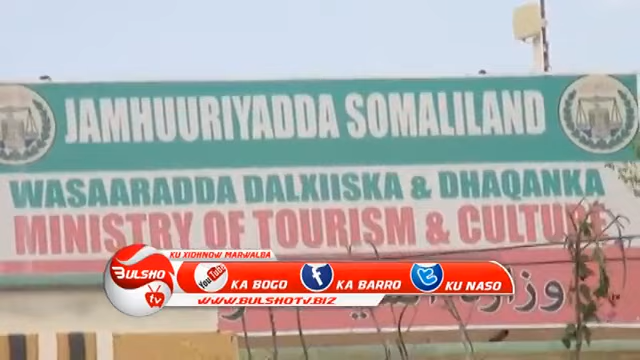 JAMHUURIYADDA SOMALILAND
WASAARADDA DALXIISKA & DHAQANKA
MINISTRY OF TOURISM & CULTURE
KU XIDHNOW MARWALBA
BULSHO tv
YouTube KA BOGO f KA BARRO KU NASO
WWW.BULSHOTV.BIZ
وزارة